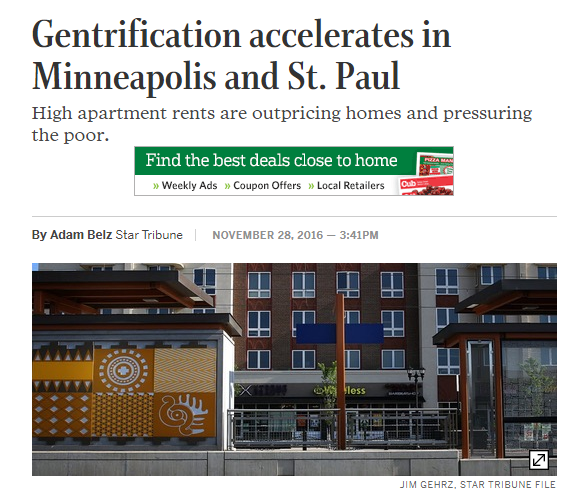 Gentrification accelerates in
Minneapolis and St. Paul
High apartment rents are outpricing homes and pressuring
the poor.
Find the best deals close to home
» Weekly Ads » Coupon Offers » Local Retailers
PIZZA MAN
Cub
By Adam Belz Star Tribune
NOVEMBER 28, 2016 — 3:41PM
JIM GEHRZ, STAR TRIBUNE FILE